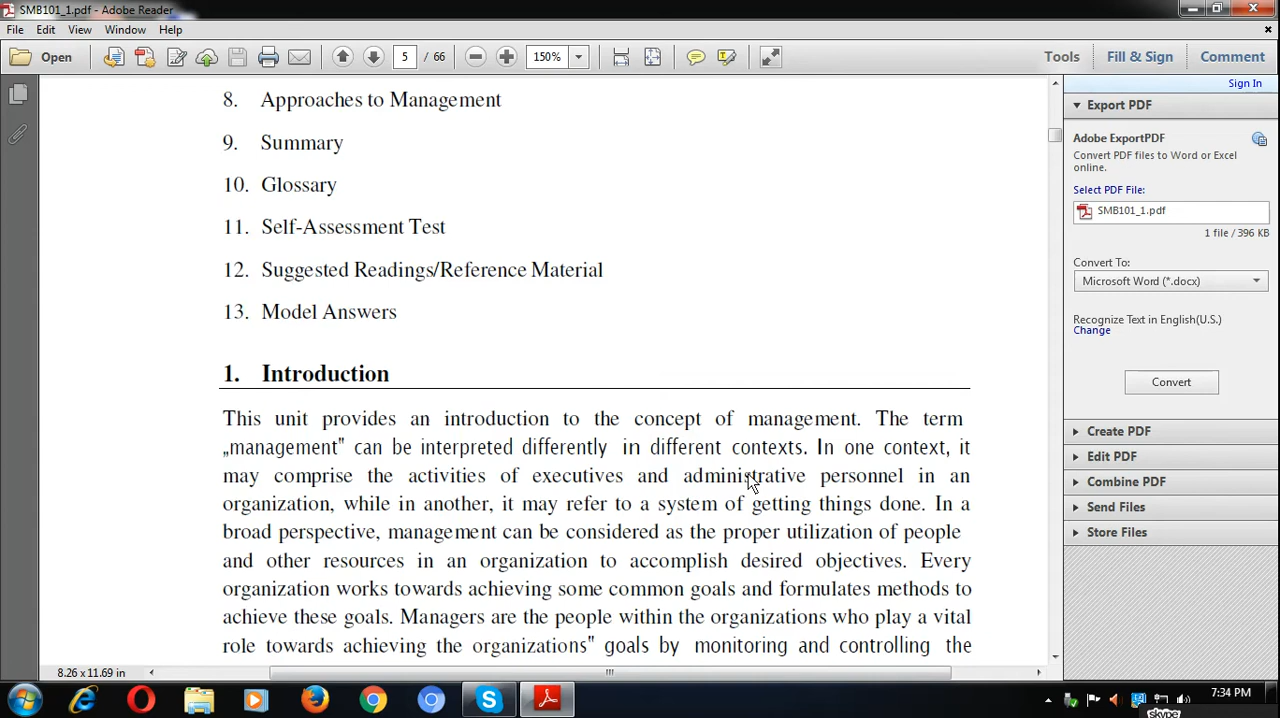 SMB101_1.pdf - Adobe Reader
File Edit View Window Help
Open 5 / 66 150% Tools Fill & Sign Comment
Sign In
8. Approaches to Management
9. Summary
10. Glossary
11. Self-Assessment Test
12. Suggested Readings/Reference Material
13. Model Answers
1. Introduction
This unit provides an introduction to the concept of management. The term
„management" can be interpreted differently in different contexts. In one context, it
may comprise the activities of executives and administrative personnel in an
organization, while in another, it may refer to a system of getting things done. In a
broad perspective, management can be considered as the proper utilization of people
and other resources in an organization to accomplish desired objectives. Every
organization works towards achieving some common goals and formulates methods to
achieve these goals. Managers are the people within the organizations who play a vital
role towards achieving the organizations" goals by monitoring and controlling the
8.26 x 11.69 in
Export PDF
Adobe ExportPDF
Convert PDF files to Word or Excel
online.
Select PDF File:
SMB101_1.pdf
1 file / 396 KB
Convert To:
Microsoft Word (*.docx)
Recognize Text in English(U.S.)
Change
Convert
Create PDF
Edit PDF
Combine PDF
Send Files
Store Files
7:34 PM
skype